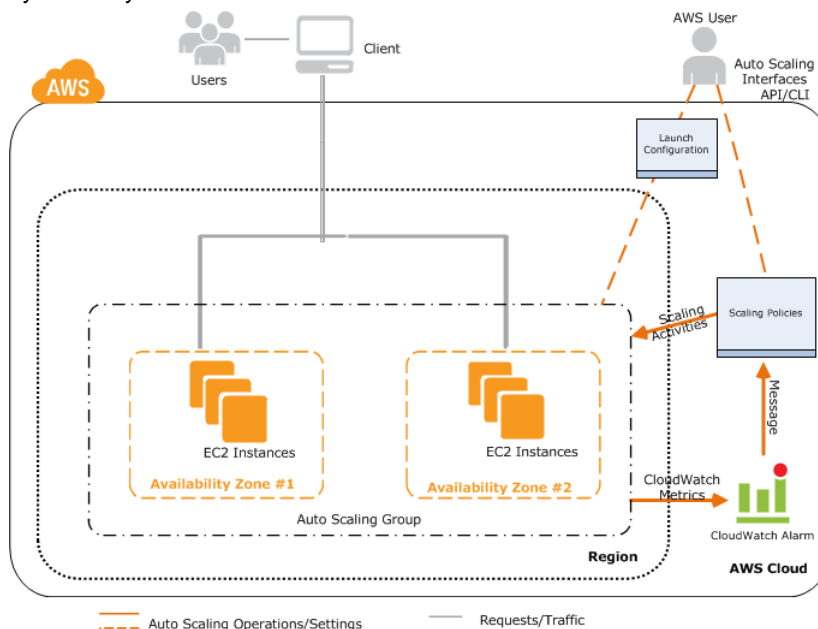 AWS User
Client
Users
Auto Scaling
Interfaces
API/CLI
AWS
Launch
Configuration
Scaling
Activities
Scaling Policies
Message
EC2 Instances
EC2 Instances
Availability Zone #1
Availability Zone #2
CloudWatch
Metrics
Auto Scaling Group
CloudWatch Alarm
Region
AWS Cloud
Auto Scaling Operations/Settings
Requests/Traffic